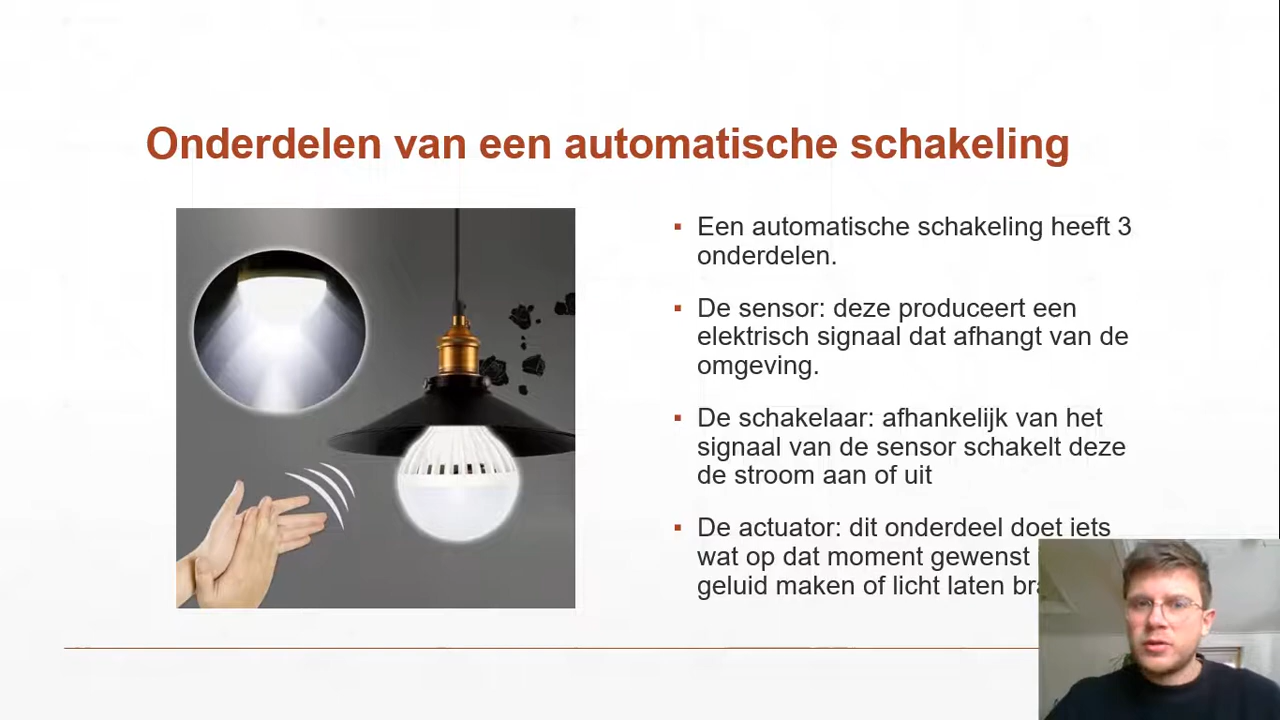 Onderdelen van een automatische schakeling
▪ Een automatische schakeling heeft 3
onderdelen.
▪ De sensor: deze produceert een
elektrisch signaal dat afhangt van de
omgeving.
▪ De schakelaar: afhankelijk van het
signaal van de sensor schakelt deze
de stroom aan of uit
▪ De actuator: dit onderdeel doet iets
wat op dat moment gewenst
geluid maken of licht laten